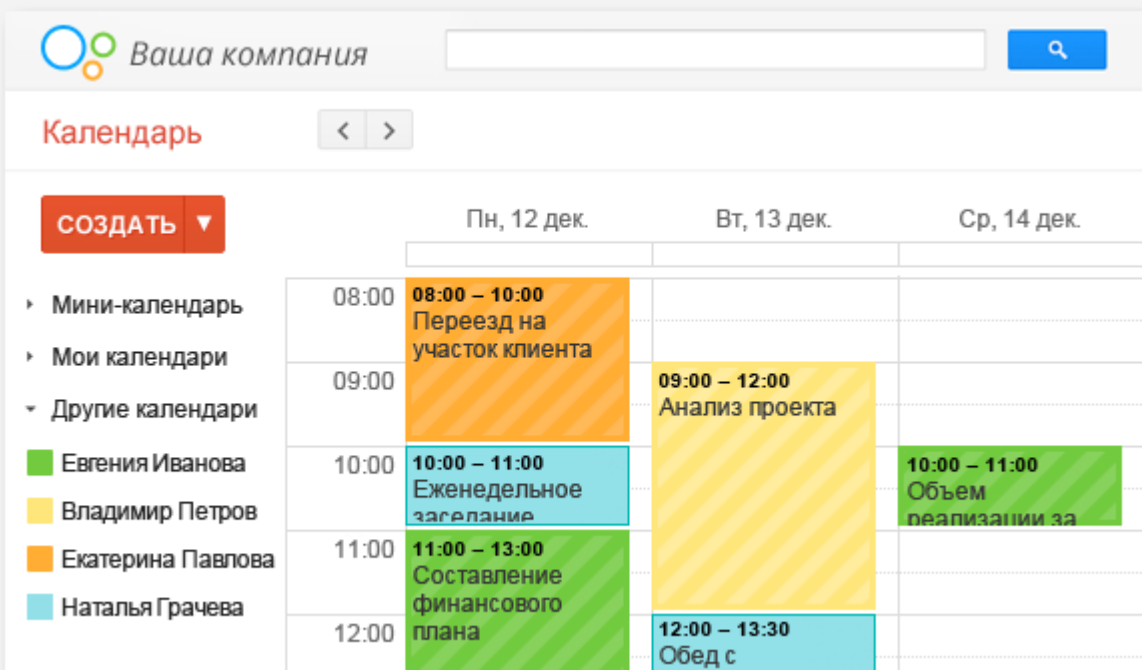 Ваша компания
Календарь
СОЗДАТЬ
Пн, 12 дек.
Вт, 13 дек.
Ср, 14 дек.
Мини-календарь
Мои календари
Другие календари
Евгения Иванова
Владимир Петров
Екатерина Павлова
Наталья Грачева
08:00
09:00
10:00
11:00
12:00
08:00 – 10:00
Переезд на
участок клиента
10:00 – 11:00
Еженедельное
заседание
11:00 – 13:00
Составление
финансового
плана
09:00 – 12:00
Анализ проекта
12:00 – 13:30
Обед с
10:00 – 11:00
Объем
реализации за